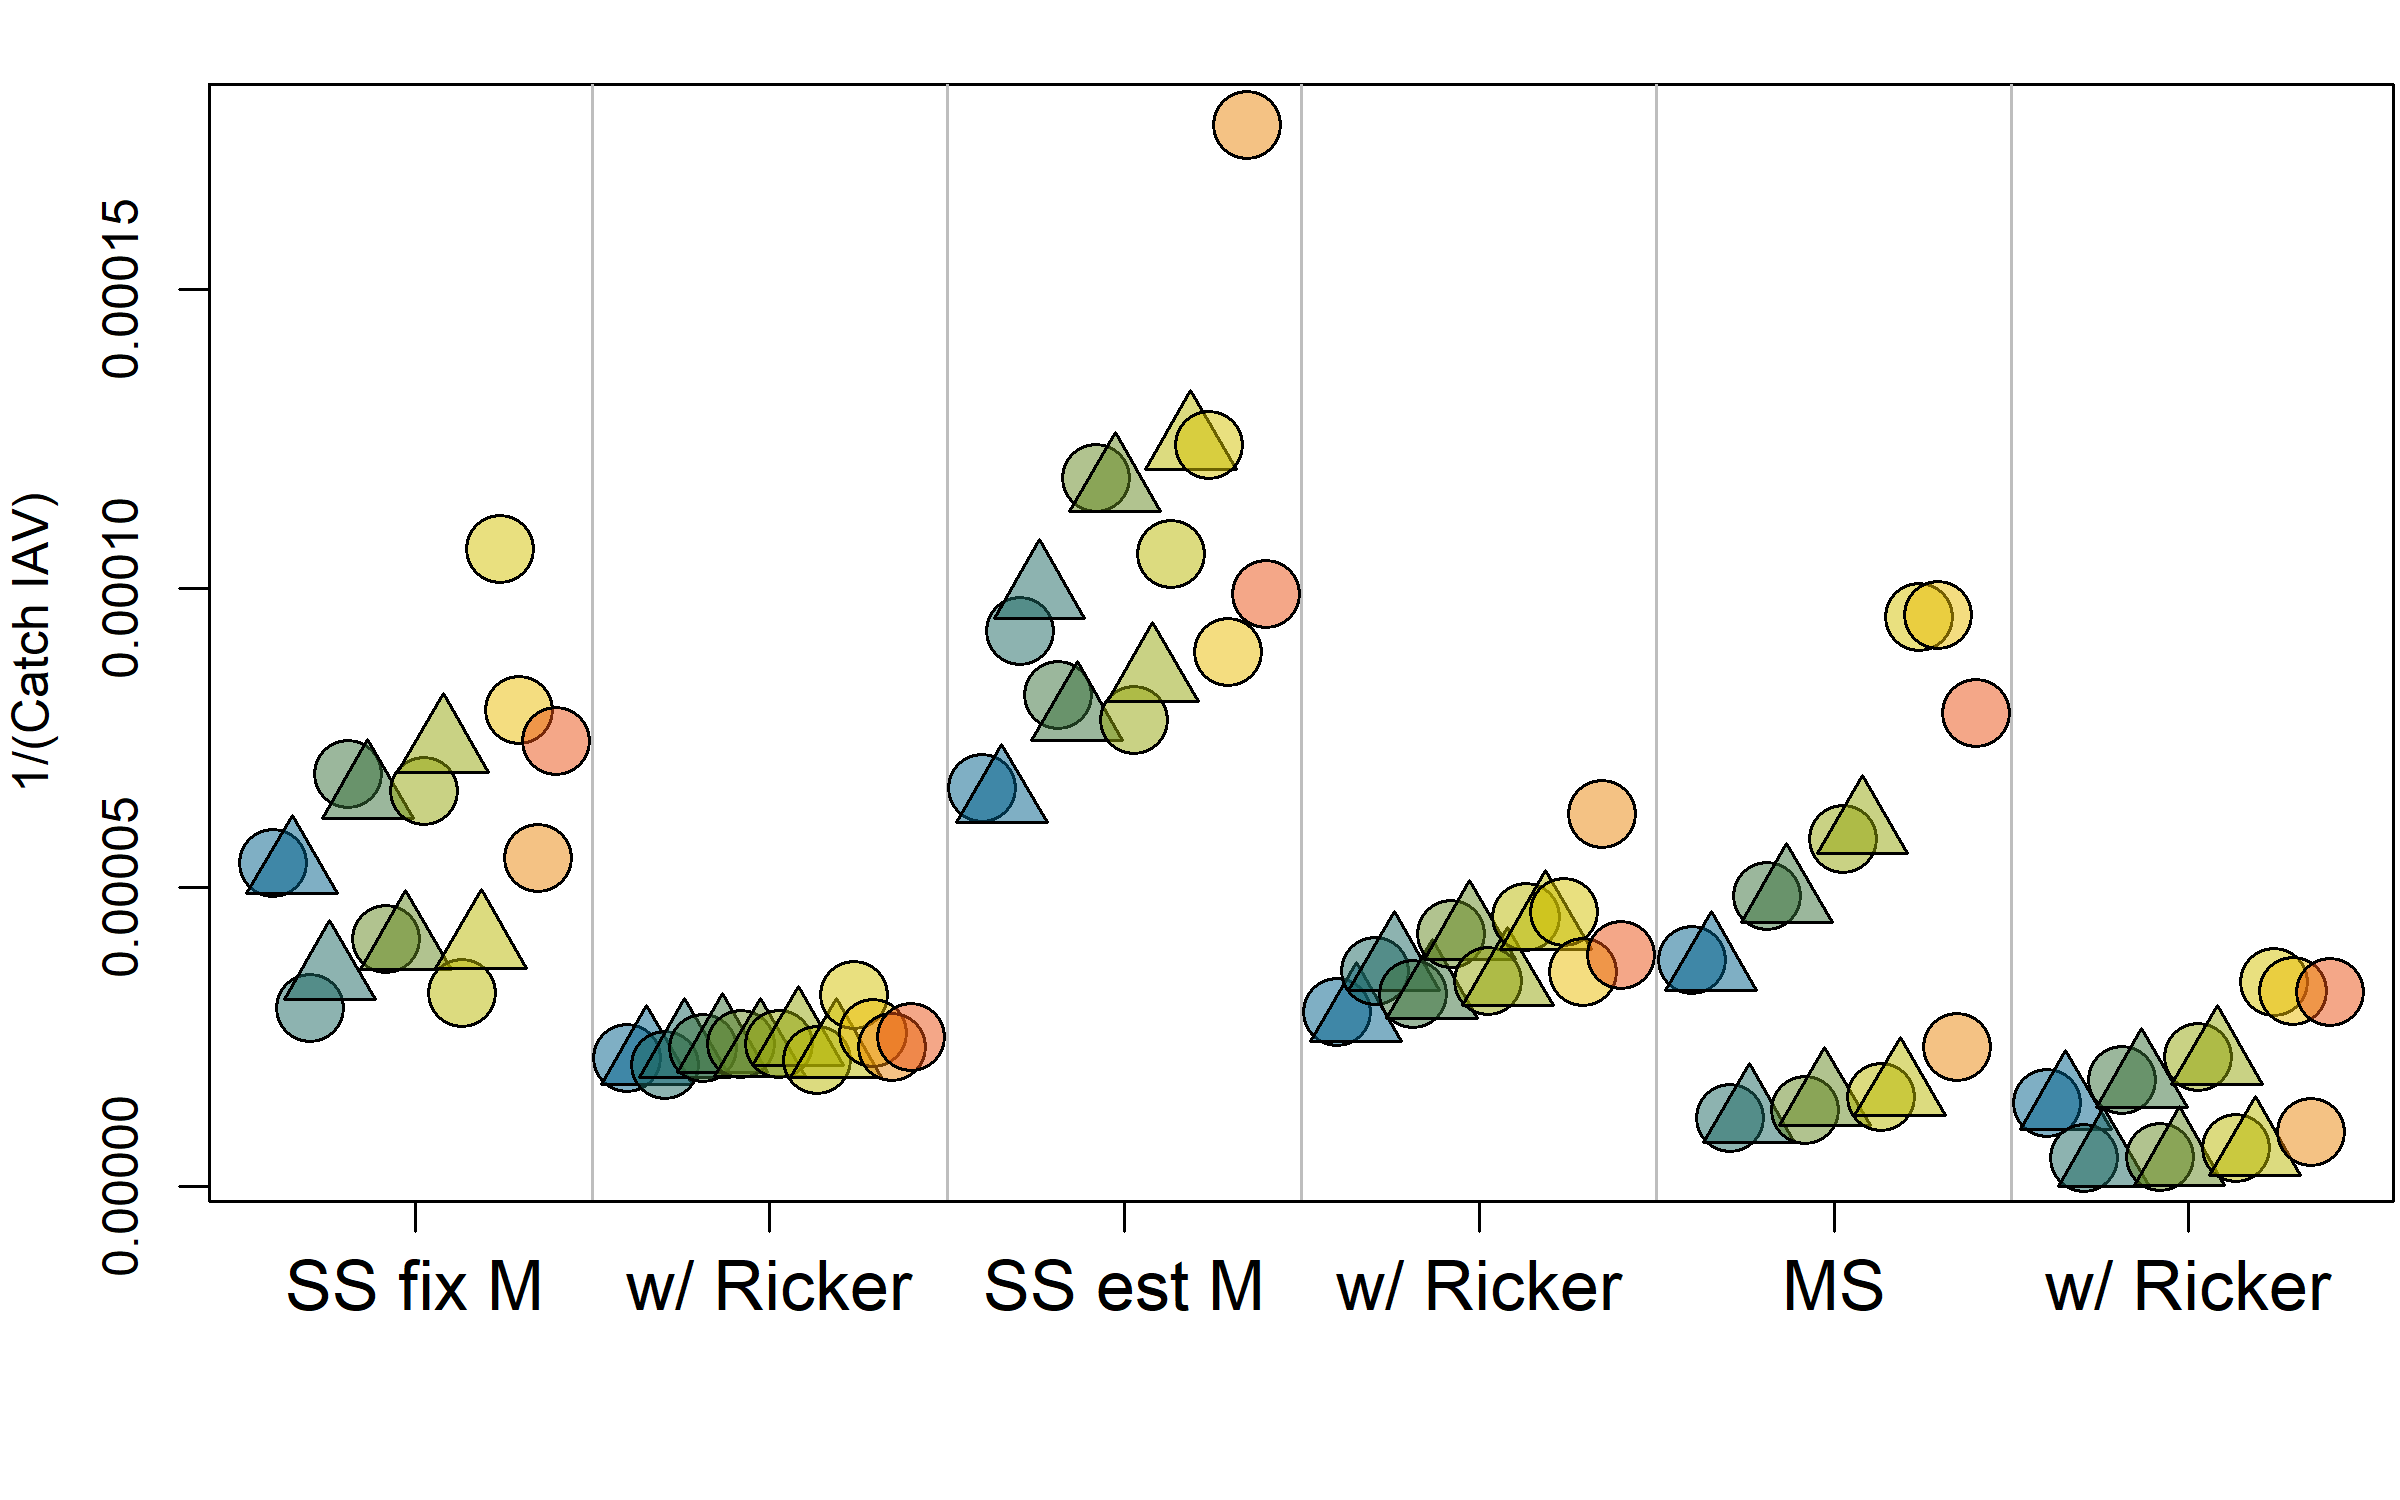 1/(Catch IAV)
0.00015
0.00010
0.00005
0.00000
SS fix M
w/ Ricker
SS est M
w/ Ricker
MS
w/ Ricker